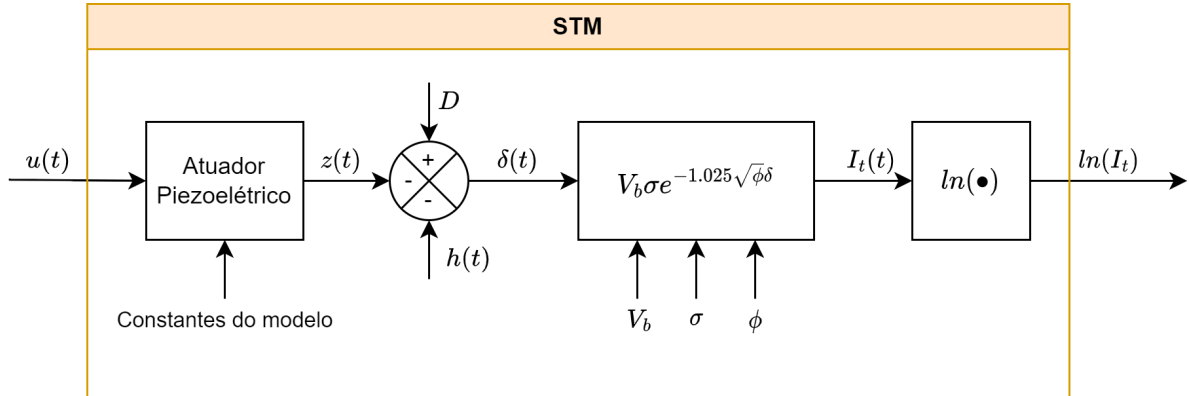 STM
D
u(t)
Atuador
Piezoelétrico
z(t)
+
-
-
δ(t)
V_bσe^{-1.025√ϕδ}
I_t(t)
ln(•)
ln(I_t)
h(t)
Constantes do modelo
V_b
σ
ϕ